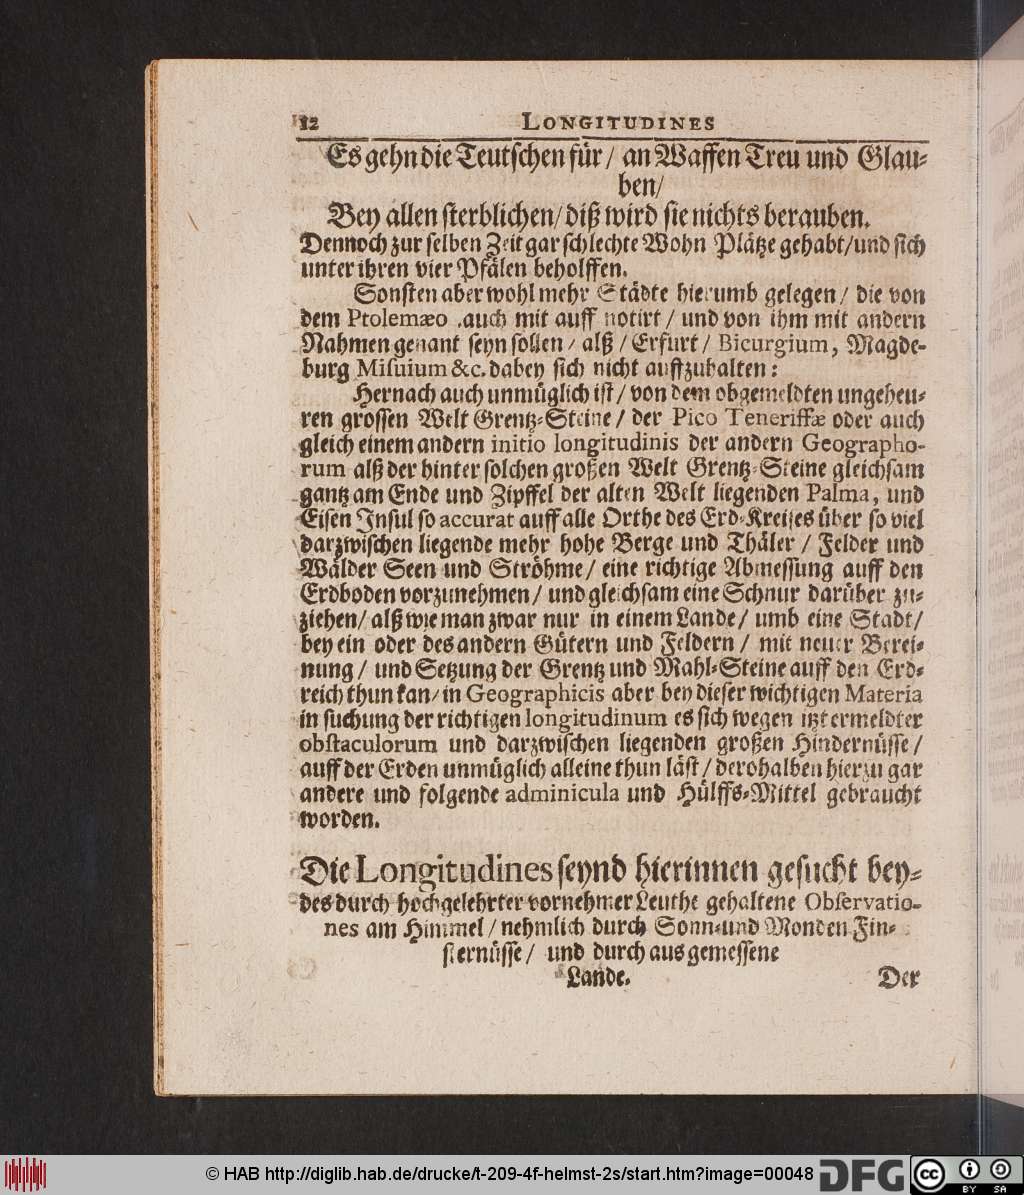 12 LONGITUDINES
Es gehn die Teutschen für / an Waffen Treu und Glau-
ben/
Bey allen sterblichen/ diß wird sie nichts berauben.
Dennoch zur selben Zeit gar schlechte Wohn Plätze gehabt/und sich
unter ihren vier Pfälen beholffen.
Sonsten aber wohl mehr Städte hierumb gelegen / die von
dem Ptolemæo auch mit auff notirt / und von ihm mit andern
Nahmen genant seyn sollen / alß / Erfurt / Bicurgium, Magde-
burg Misuium &c. dabey sich nicht auffzuhalten:
Hernach auch unmüglich ist / von dem obgemeldten ungeheu-
ren grossen Welt Grentz-Steine / der Pico Teneriffæ oder auch
gleich einem andern initio longitudinis der andern Geographo-
rum alß der hinter solchen großen Welt Grentz-Steine gleichsam
gantz am Ende und Zipffel der alten Welt liegenden Palma, und
Eisen Insul so accurat auff alle Orthe des Erd-Kreises über so viel
darzwischen liegende mehr hohe Berge und Thäler / Felder und
Wälder Seen und Ströhme / eine richtige Abmessung auff den
Erdboden vorzunehmen / und gleichsam eine Schnur darüber zu-
ziehen/ alß wie man zwar nur in einem Lande / umb eine Stadt /
bey ein oder des andern Gütern und Feldern / mit neuer Berei-
nung / und Setzung der Grentz und Mahl-Steine auff den Erd-
reich thun kan/ in Geographicis aber bey dieser wichtigen Materia
in suchung der richtigen longitudinum es sich wegen itzt ermeldter
obstaculorum und darzwischen liegenden großen Hindernüsse /
auff der Erden unmüglich alleine thun läst / derohalben hierzu gar
andere und folgende adminicula und Hülffs-Mittel gebraucht
worden.
Die Longitudines seynd hierinnen gesucht bey-
des durch hochgelehrter vornehmer Leuthe gehaltene Observatio-
nes am Himmel / nehmlich durch Sonn-und Monden Fin-
sternüsse / und durch aus gemessene
Lande. Der
© HAB http://diglib.hab.de/drucke/t-209-4f-helmst-2s/start.htm?image=00048 DFG cc BY SA